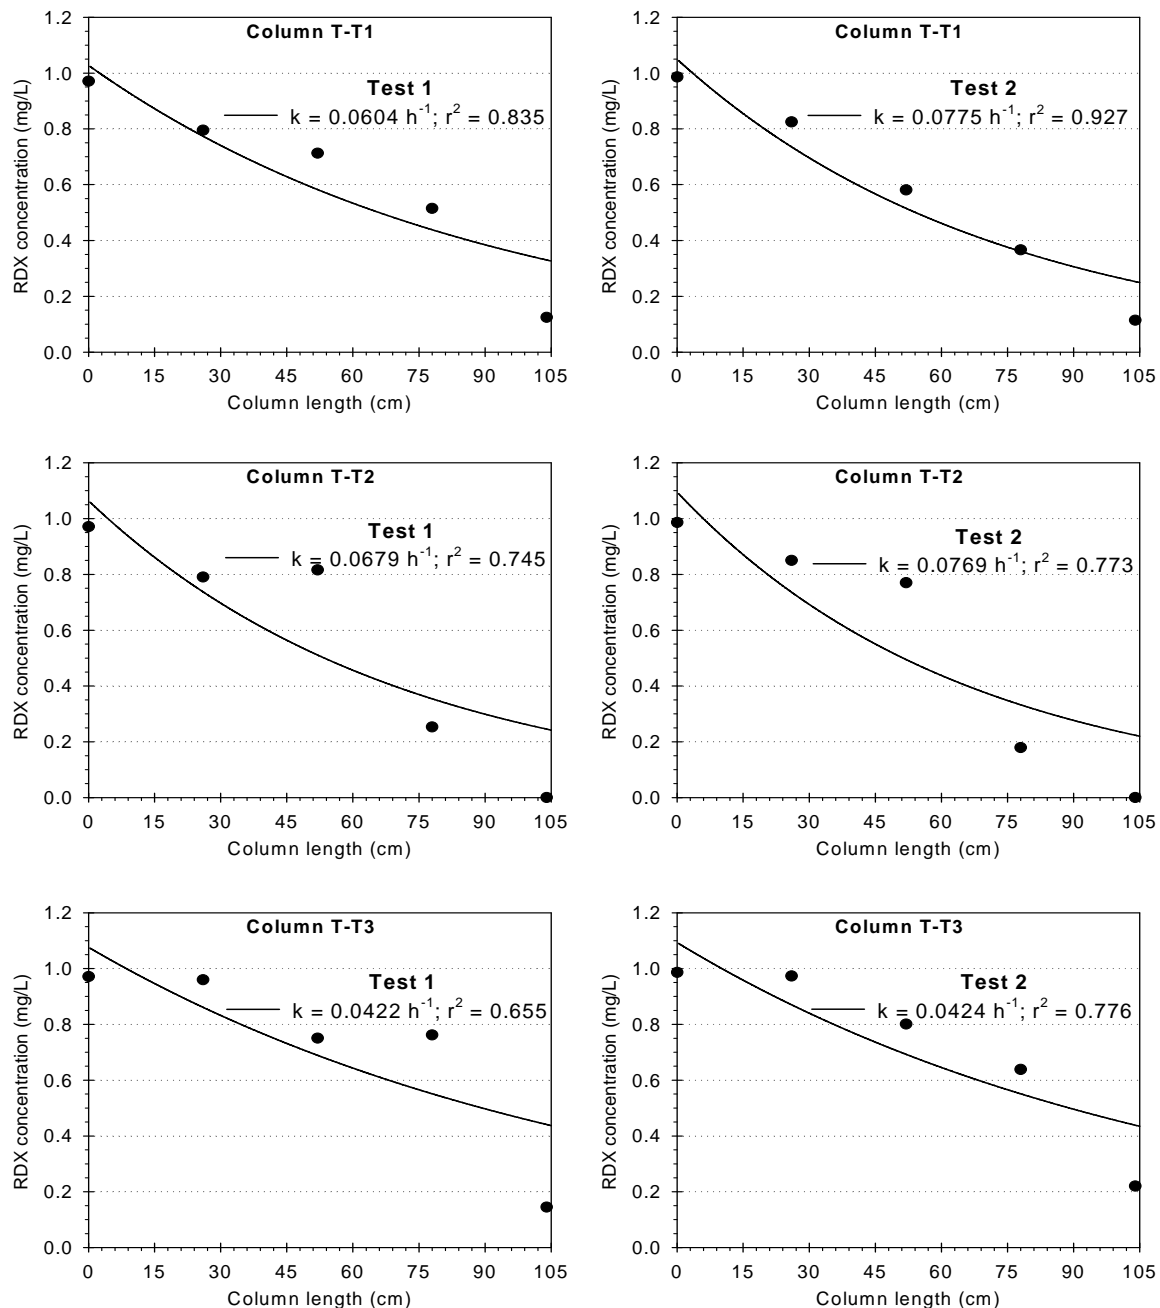 Column T-T1
Test 1
k = 0.0604 h-1; r2 = 0.835
RDX concentration (mg/L)
1.2
1.0
0.8
0.6
0.4
0.2
0.0
0 15 30 45 60 75 90 105
Column length (cm)
Column T-T1
Test 2
k = 0.0775 h-1; r2 = 0.927
RDX concentration (mg/L)
1.2
1.0
0.8
0.6
0.4
0.2
0.0
0 15 30 45 60 75 90 105
Column length (cm)
Column T-T2
Test 1
k = 0.0679 h-1; r2 = 0.745
RDX concentration (mg/L)
1.2
1.0
0.8
0.6
0.4
0.2
0.0
0 15 30 45 60 75 90 105
Column length (cm)
Column T-T2
Test 2
k = 0.0769 h-1; r2 = 0.773
RDX concentration (mg/L)
1.2
1.0
0.8
0.6
0.4
0.2
0.0
0 15 30 45 60 75 90 105
Column length (cm)
Column T-T3
Test 1
k = 0.0422 h-1; r2 = 0.655
RDX concentration (mg/L)
1.2
1.0
0.8
0.6
0.4
0.2
0.0
0 15 30 45 60 75 90 105
Column length (cm)
Column T-T3
Test 2
k = 0.0424 h-1; r2 = 0.776
RDX concentration (mg/L)
1.2
1.0
0.8
0.6
0.4
0.2
0.0
0 15 30 45 60 75 90 105
Column length (cm)